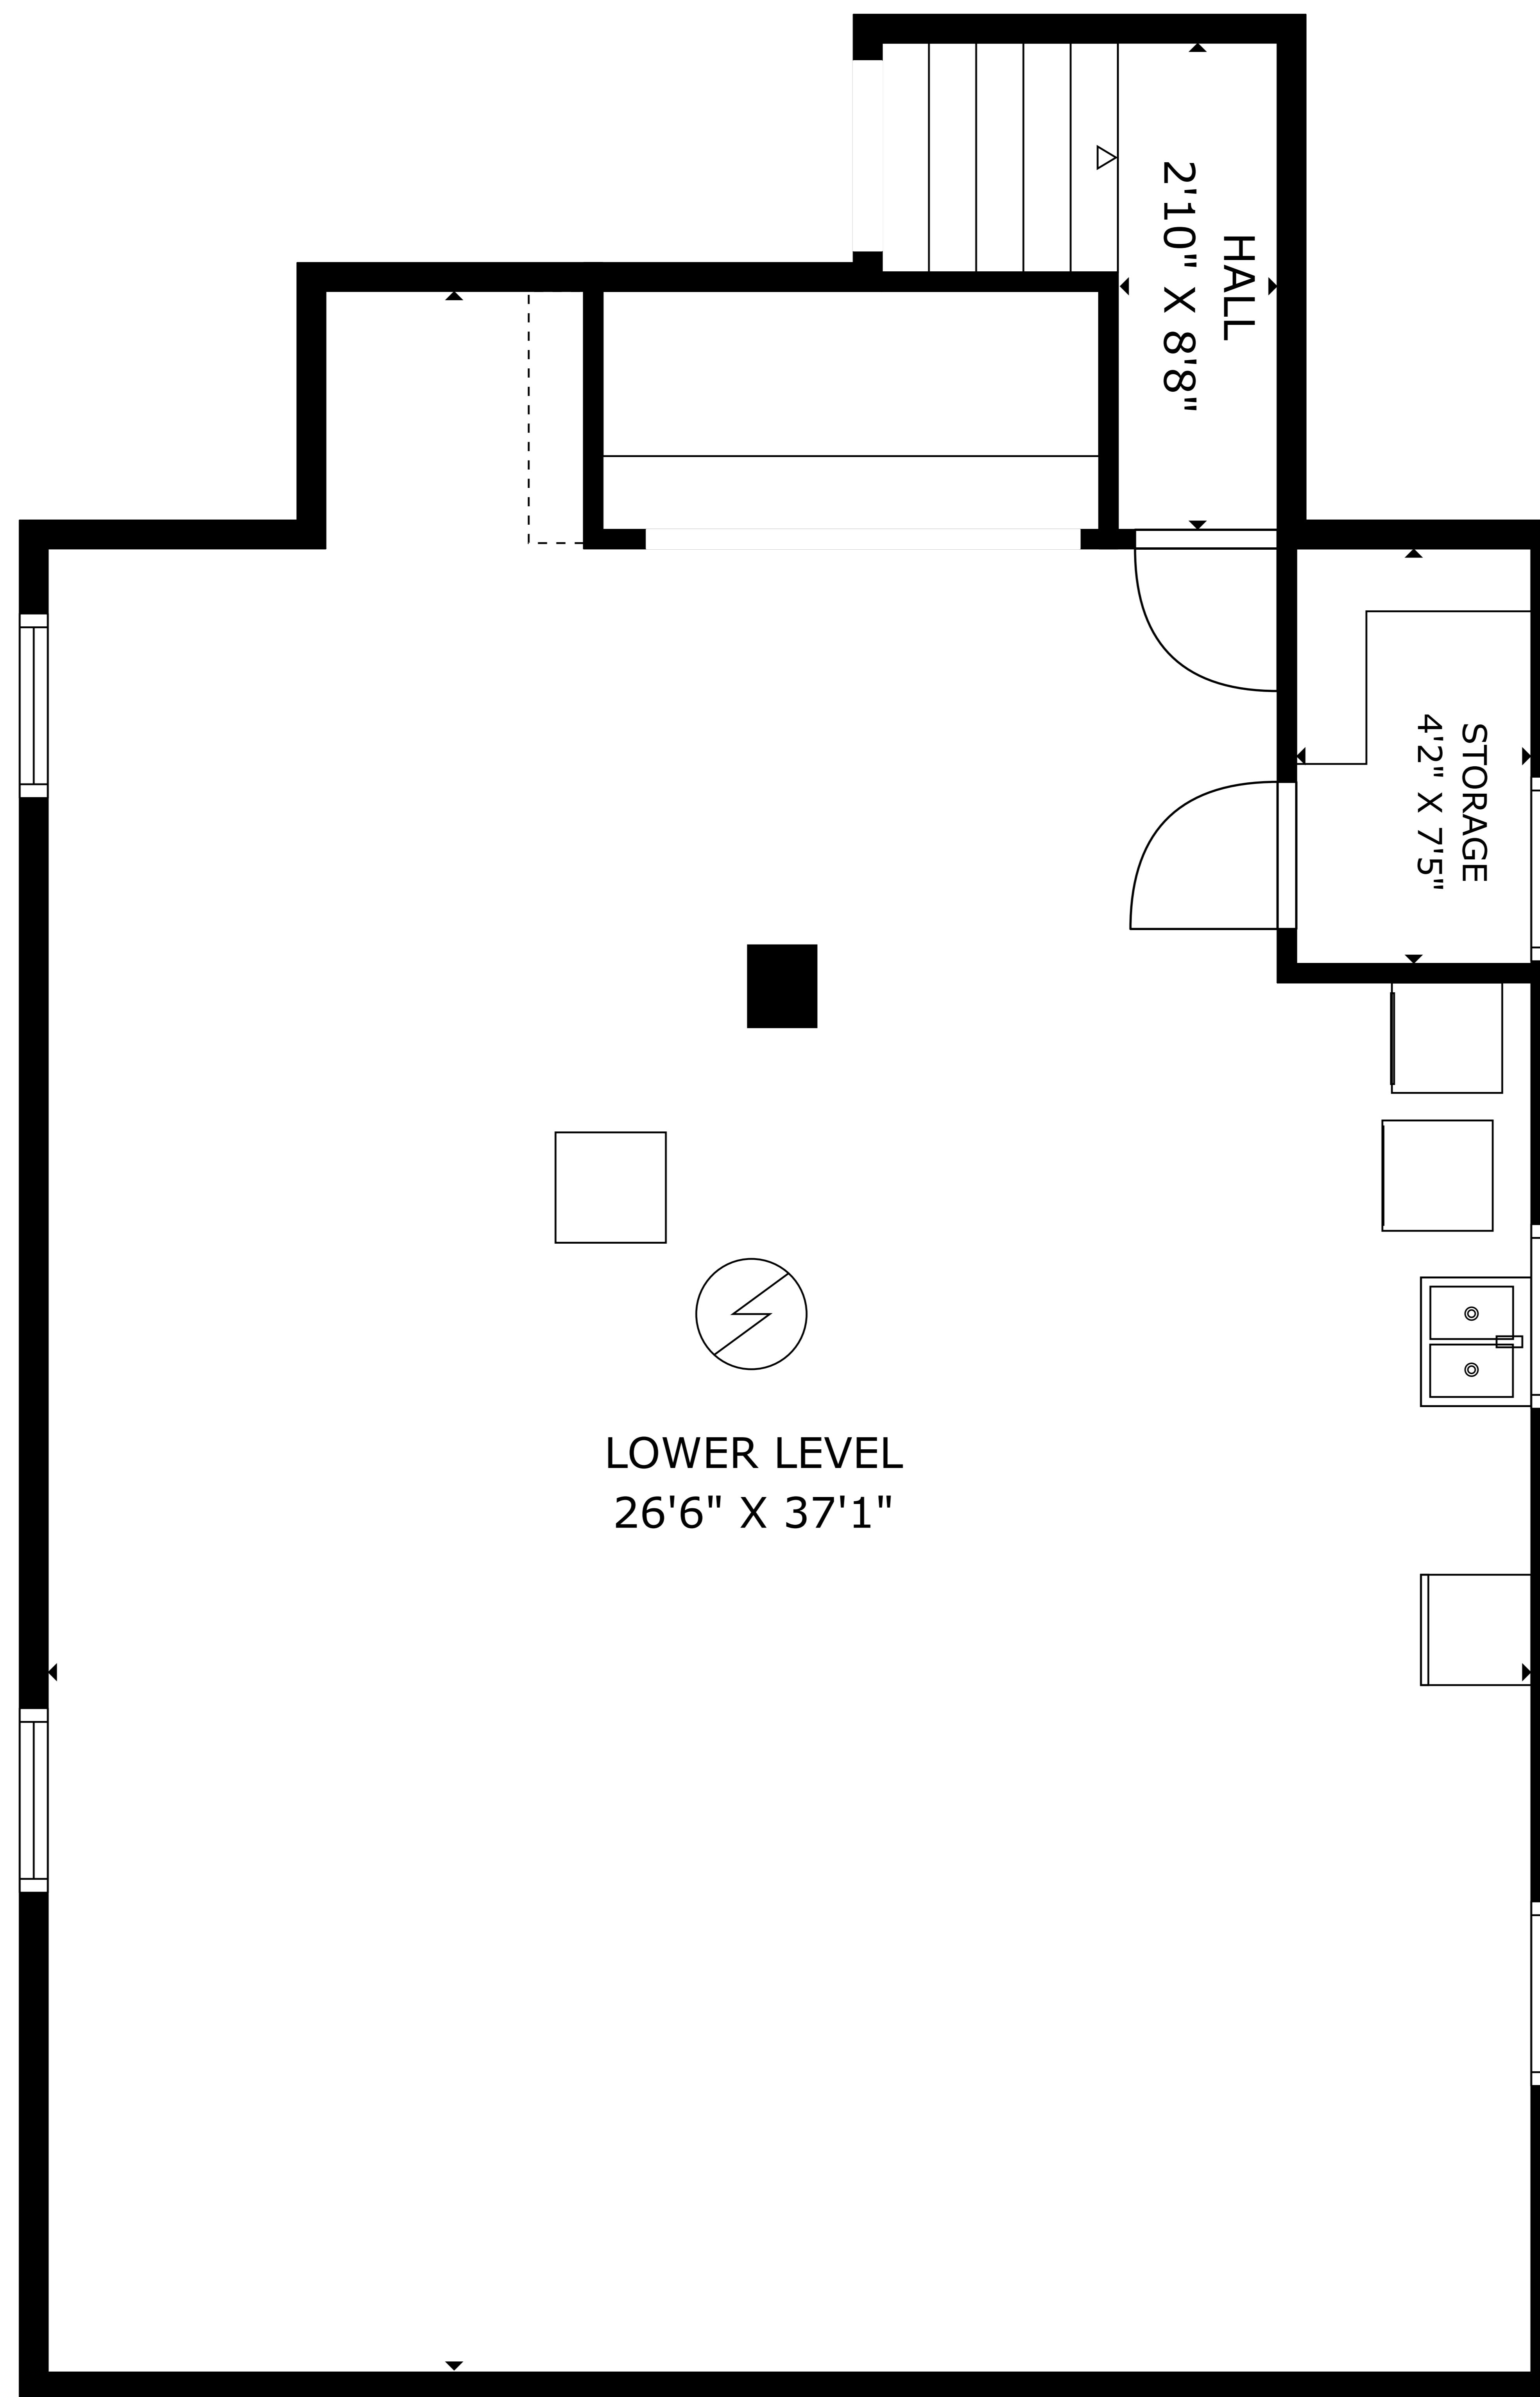 HALL
2'10" X 8'8"
STORAGE
4'2" X 7'5"
LOWER LEVEL
26'6" X 37'1"